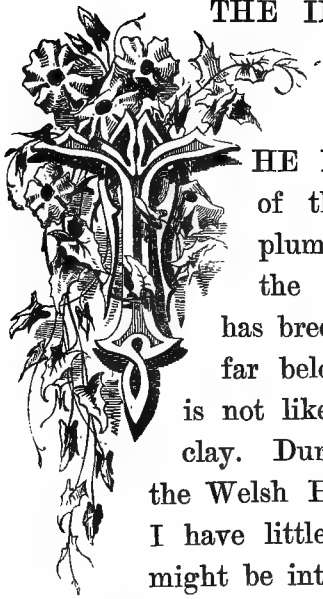 THE
THE
of
plum
the
has bree
far belo
is not like
clay. Dur
the Welsh H
I have little
might be int